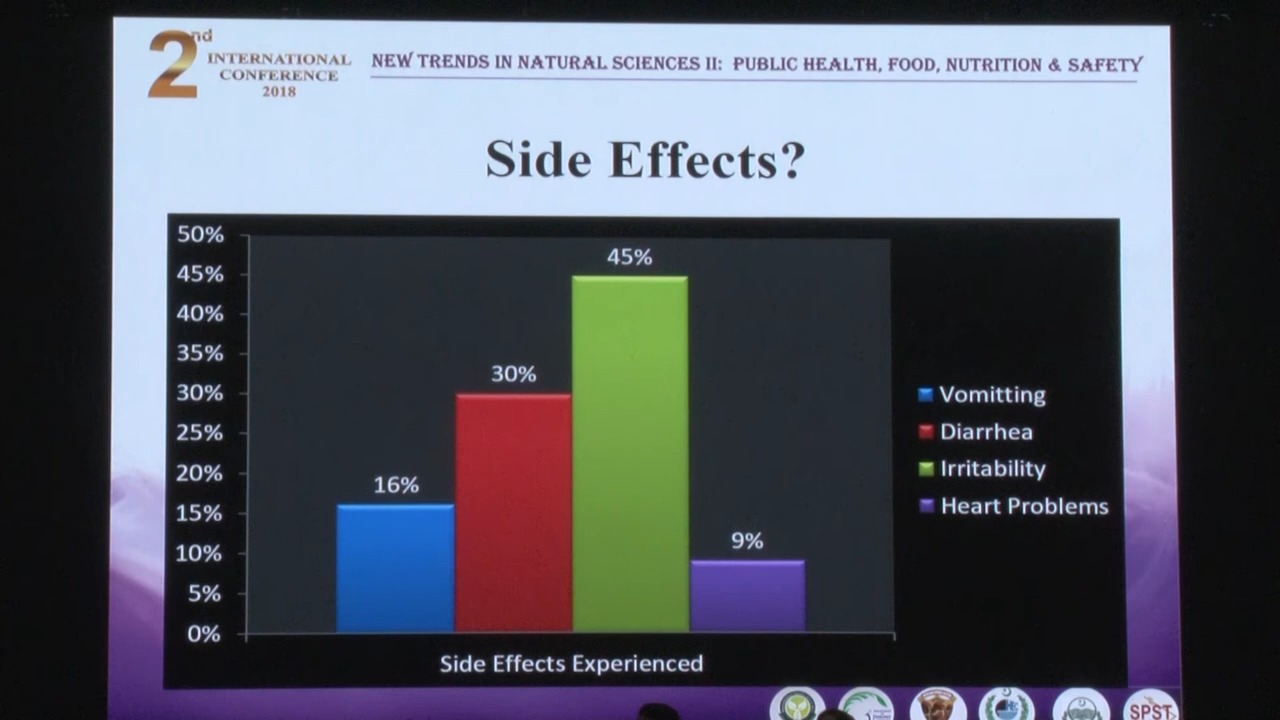 2nd
INTERNATIONAL
CONFERENCE
2018
NEW TRENDS IN NATURAL SCIENCES II: PUBLIC HEALTH, FOOD, NUTRITION & SAFETY
Side Effects?
50%
45%
40%
35%
30%
25%
20%
15%
10%
5%
0%
16%
30%
45%
9%
Side Effects Experienced
Vomitting
Diarrhea
Irritability
Heart Problems
SPST